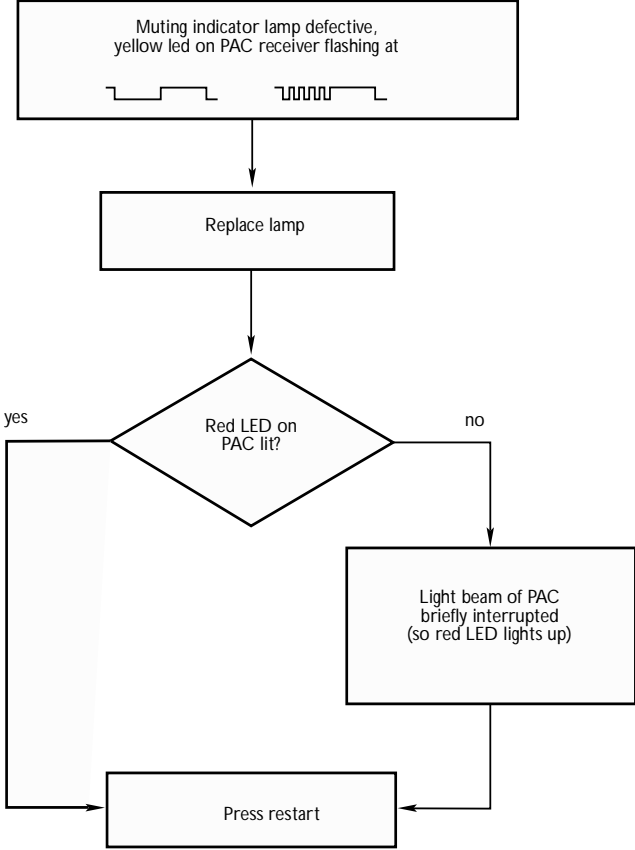 Muting indicator lamp defective,
yellow led on PAC receiver flashing at
Replace lamp
Red LED on
PAC lit?
yes
no
Light beam of PAC
briefly interrupted
(so red LED lights up)
Press restart